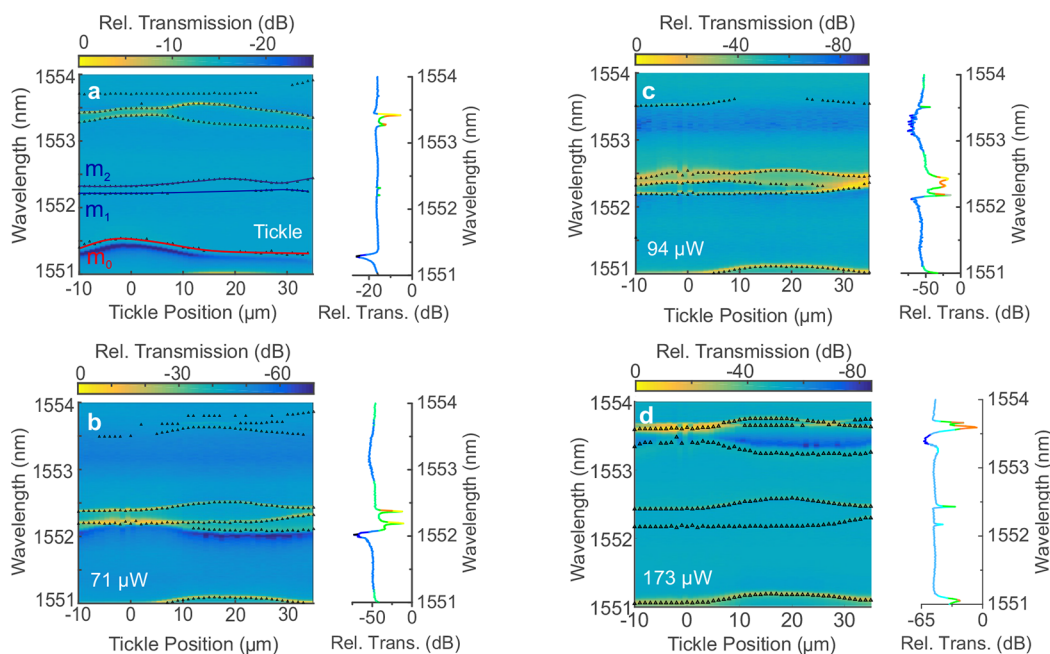 Rel. Transmission (dB)
0 -10 -20
1554
1553
1552
1551
Wavelength (nm)
a
m2
m1
m0
Tickle
-10 0 10 20 30
Tickle Position (µm)
1554
1553
1552
1551
Wavelength (nm)
-20 0
Rel. Trans. (dB)
Rel. Transmission (dB)
0 -40 -80
1554
1553
1552
1551
Wavelength (nm)
c
94 µW
-10 0 10 20 30
Tickle Position (µm)
1554
1553
1552
1551
Wavelength (nm)
-50 0
Rel. Trans. (dB)
Rel. Transmission (dB)
0 -30 -60
1554
1553
1552
1551
Wavelength (nm)
b
71 µW
-10 0 10 20 30
Tickle Position (µm)
1554
1553
1552
1551
Wavelength (nm)
-50 0
Rel. Trans. (dB)
Rel. Transmission (dB)
0 -40 -80
1554
1553
1552
1551
Wavelength (nm)
d
173 µW
-10 0 10 20 30
Tickle Position (µm)
1554
1553
1552
1551
Wavelength (nm)
-65 0
Rel. Trans. (dB)